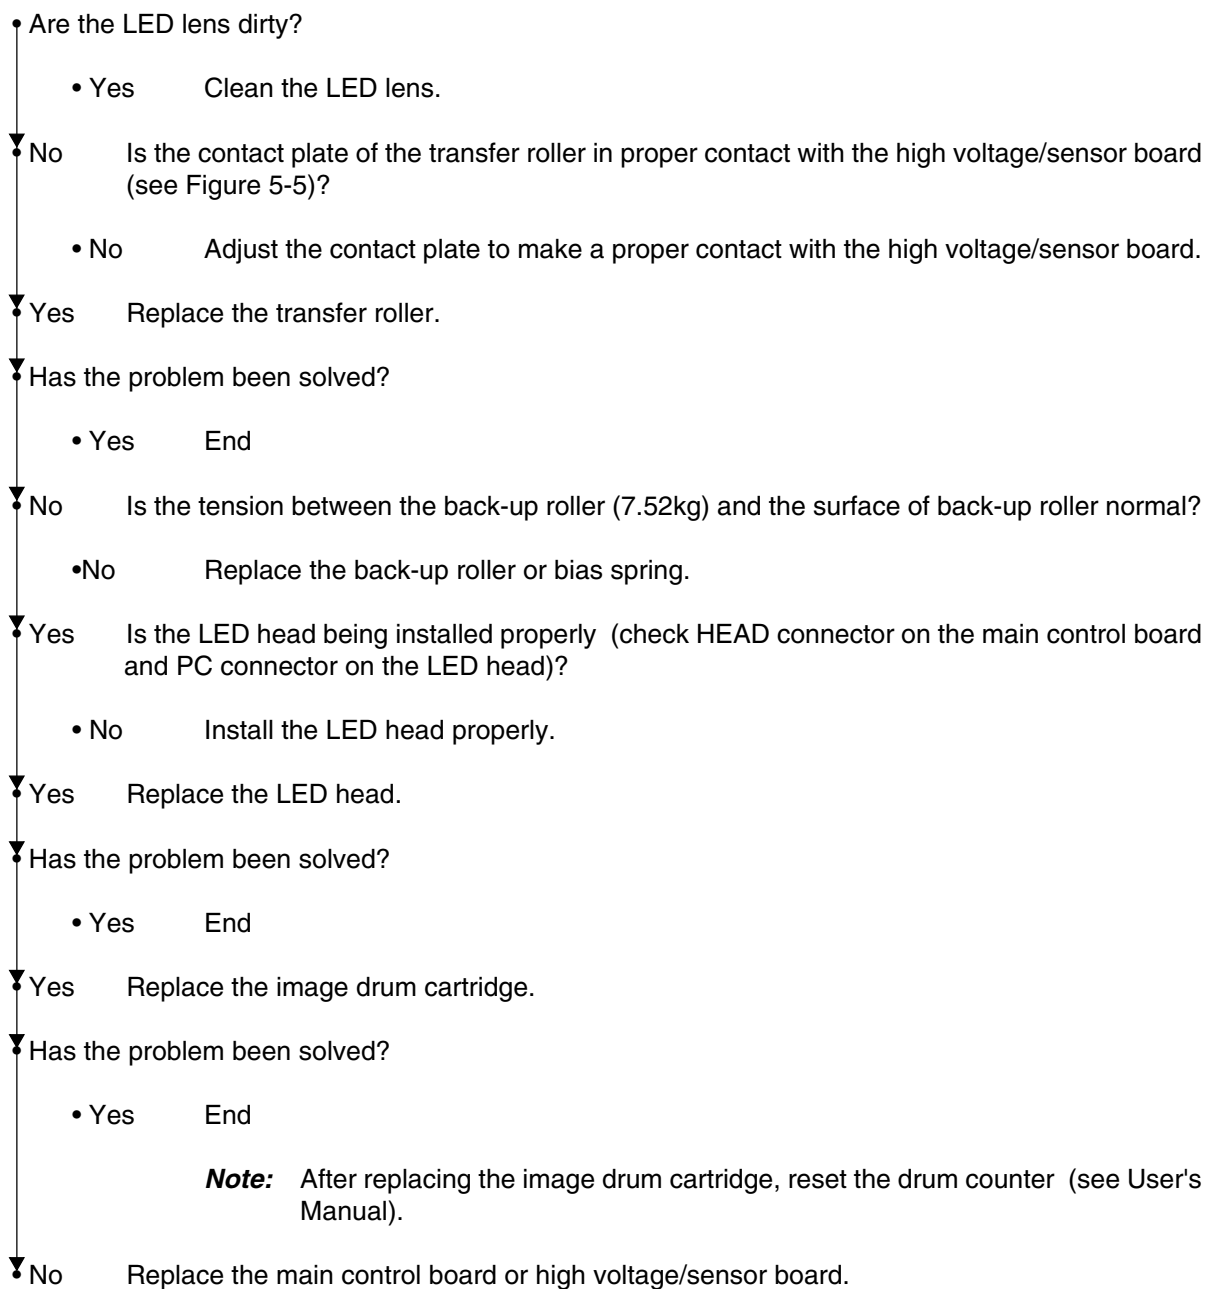 • Are the LED lens dirty?
• Yes Clean the LED lens.
• No Is the contact plate of the transfer roller in proper contact with the high voltage/sensor board
(see Figure 5-5)?
• No Adjust the contact plate to make a proper contact with the high voltage/sensor board.
• Yes Replace the transfer roller.
• Has the problem been solved?
• Yes End
• No Is the tension between the back-up roller (7.52kg) and the surface of back-up roller normal?
•No Replace the back-up roller or bias spring.
• Yes Is the LED head being installed properly (check HEAD connector on the main control board
and PC connector on the LED head)?
• No Install the LED head properly.
• Yes Replace the LED head.
• Has the problem been solved?
• Yes End
• Yes Replace the image drum cartridge.
• Has the problem been solved?
• Yes End
Note: After replacing the image drum cartridge, reset the drum counter (see User's
Manual).
• No Replace the main control board or high voltage/sensor board.